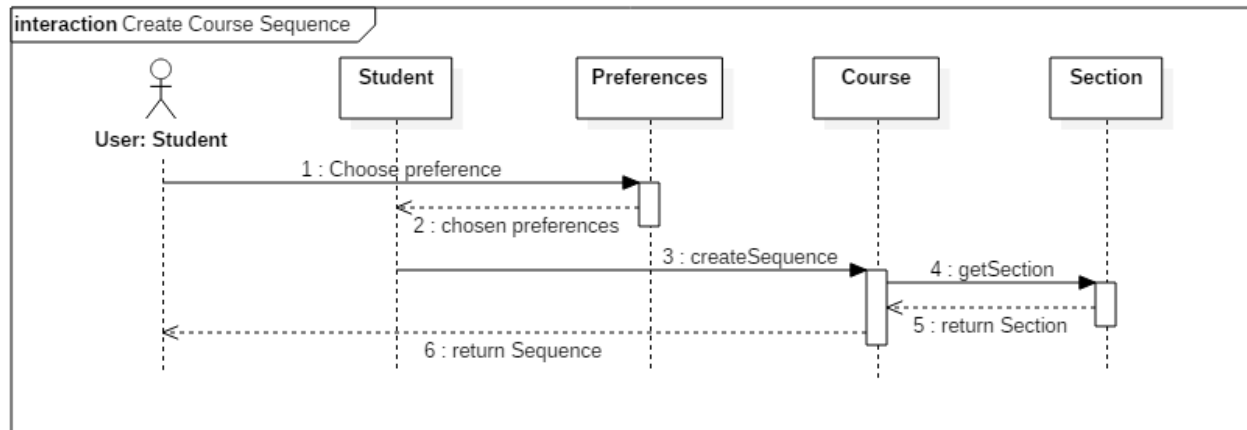 interaction Create Course Sequence
Student
Preferences
Course
Section
User: Student
1 : Choose preference
2 : chosen preferences
3 : createSequence
4 : getSection
5 : return Section
6 : return Sequence